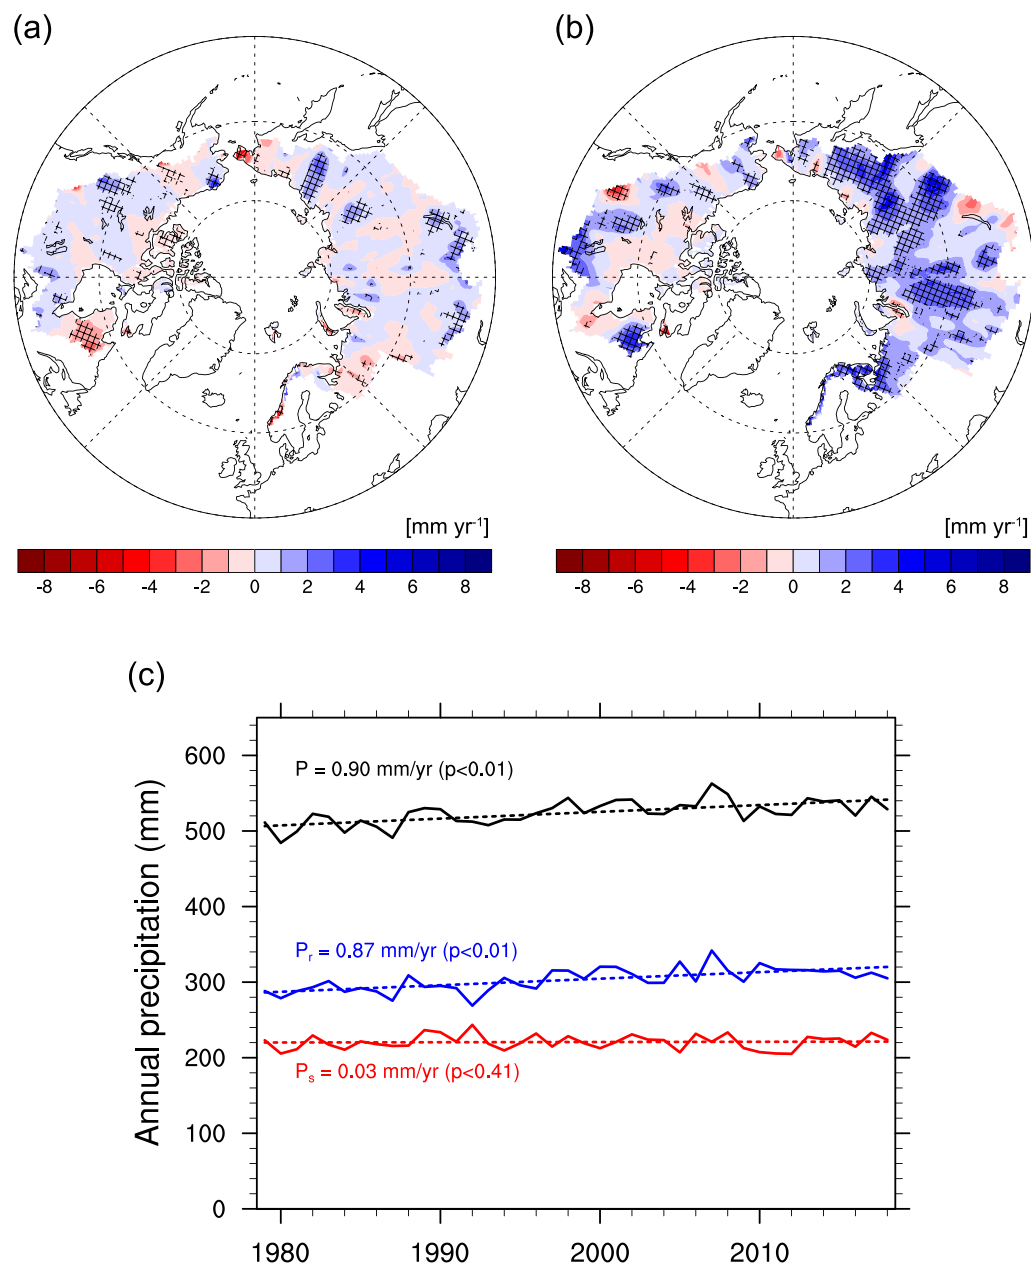 (a)
(b)
[mm yr⁻¹]
[mm yr⁻¹]
-8 -6 -4 -2 0 2 4 6 8
-8 -6 -4 -2 0 2 4 6 8
(c)
Annual precipitation (mm)
600
500
400
300
200
100
0
P = 0.90 mm/yr (p<0.01)
Pᵣ = 0.87 mm/yr (p<0.01)
Pₛ = 0.03 mm/yr (p<0.41)
1980 1990 2000 2010